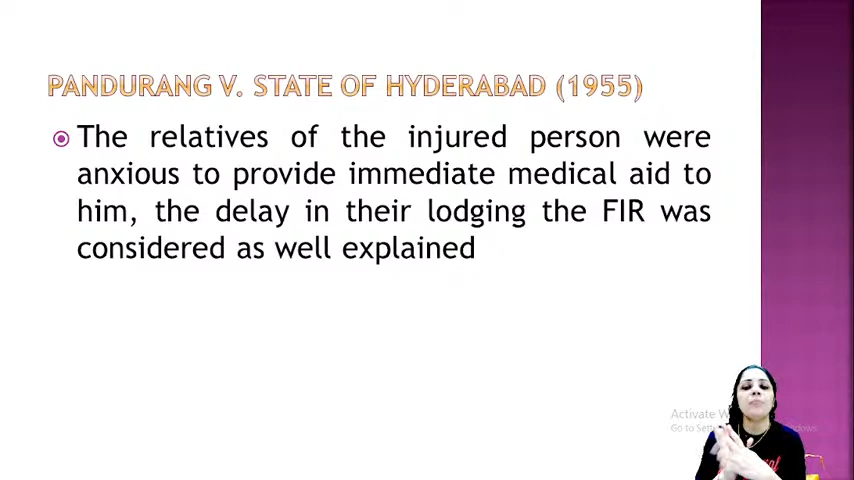 PANDURANG V. STATE OF HYDERABAD (1955)
The relatives of the injured person were
anxious to provide immediate medical aid to
him, the delay in their lodging the FIR was
considered as well explained
Activate
Go to